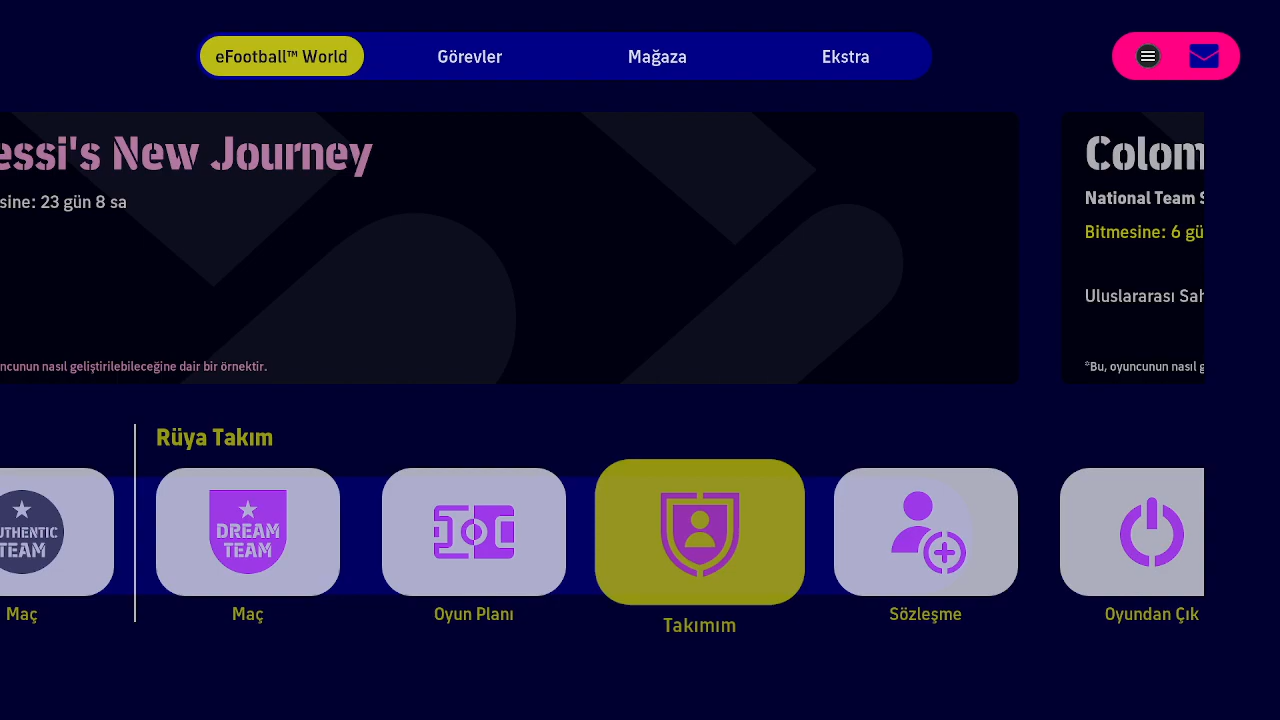 eFootball™ World
Görevler
Mağaza
Ekstra
essi's New Journey
sine: 23 gün 8 sa
ncunun nasıl geliştirilebileceğine dair bir örnektir.
Colom
National Team S
Bitmesine: 6 gü
Uluslararası Sah
*Bu, oyuncunun nasıl g
Rüya Takım
UTHENTIC
TEAM
DREAM
TEAM
Maç
Maç
Oyun Planı
Takımım
Sözleşme
Oyundan Çık